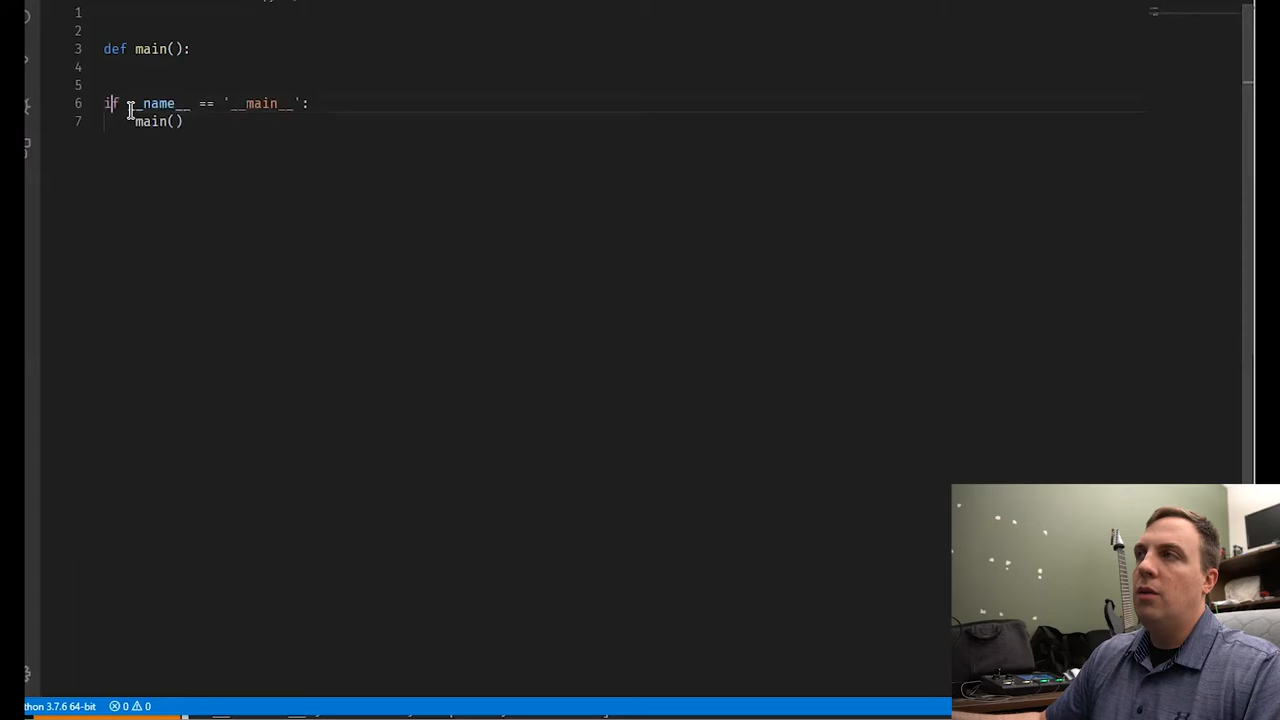 1
2
3 def main():
4
5
6 if __name__ == '__main__':
7 main()
thon 3.7.6 64-bit 0 0